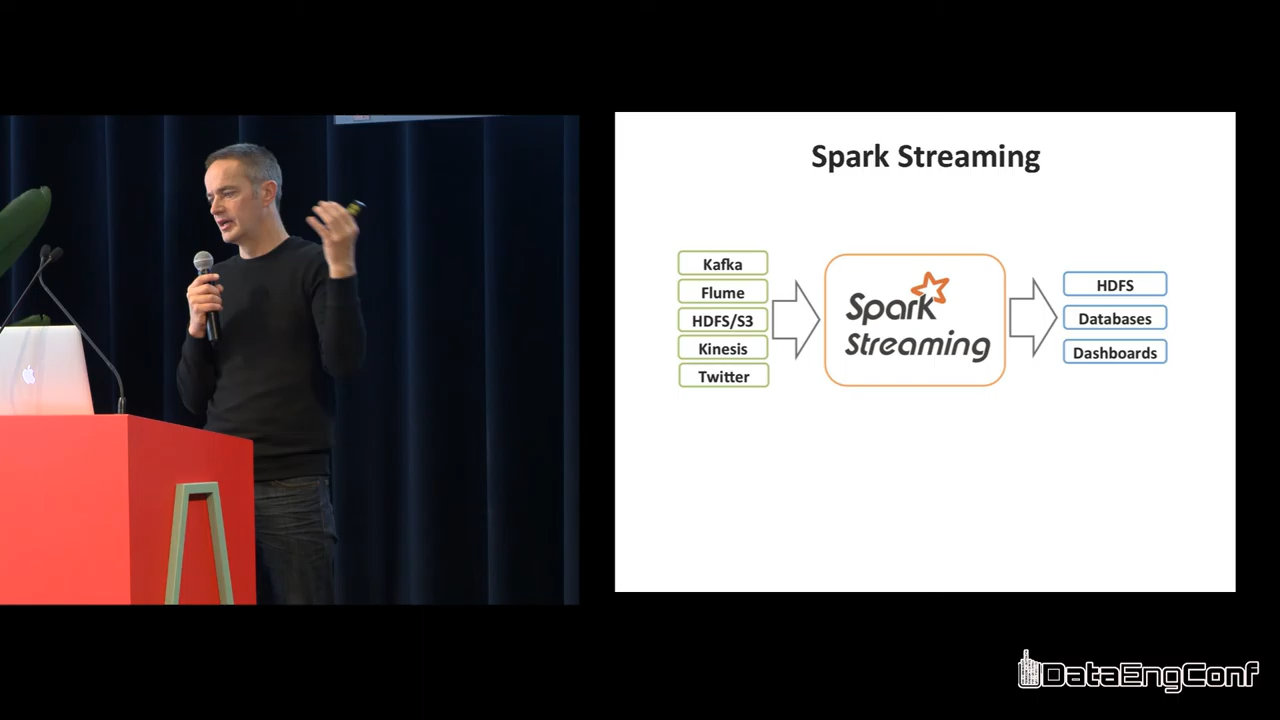 Spark Streaming
Kafka
Flume
HDFS/S3
Kinesis
Twitter
Spark
Streaming
HDFS
Databases
Dashboards
DataEngConf